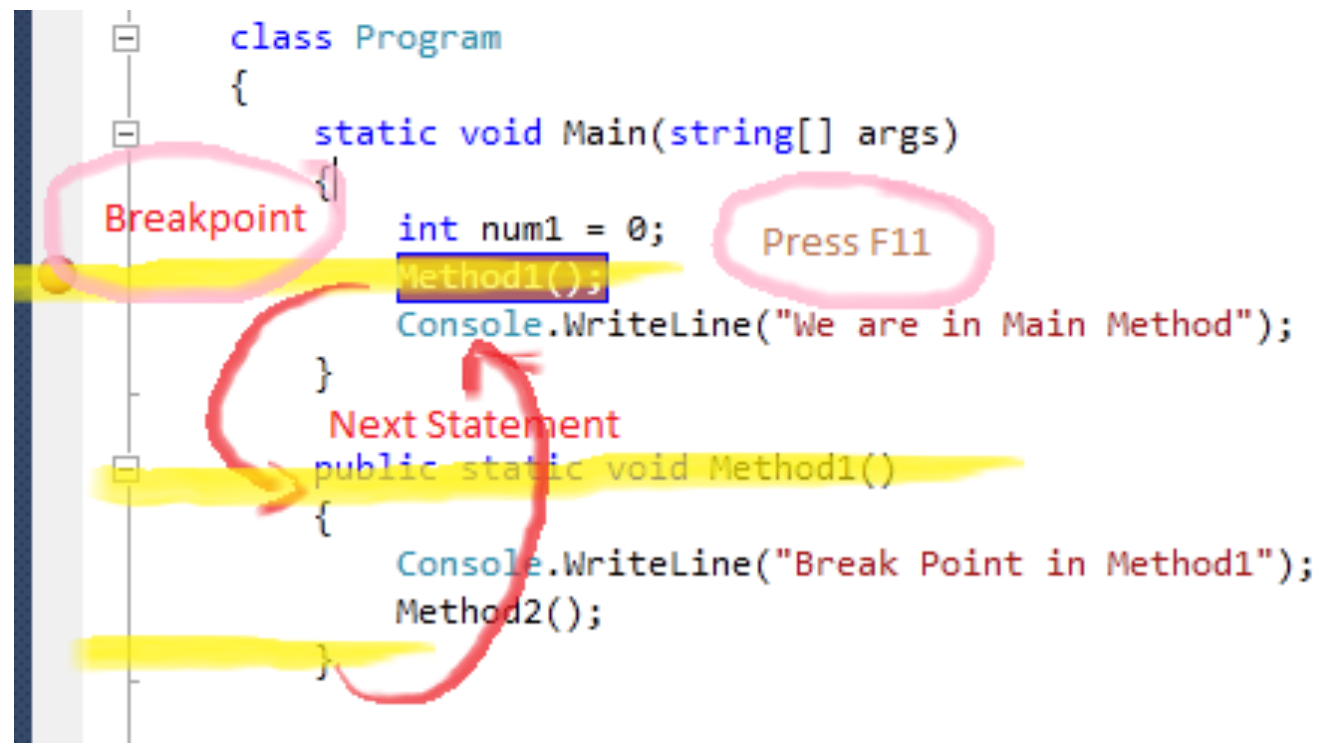 class Program
{
static void Main(string[] args)
{
Breakpoint
int num1 = 0;
Press F11
Method1();
Console.WriteLine("We are in Main Method");
}
Next Statement
public static void Method1()
{
Console.WriteLine("Break Point in Method1");
Method2();
}